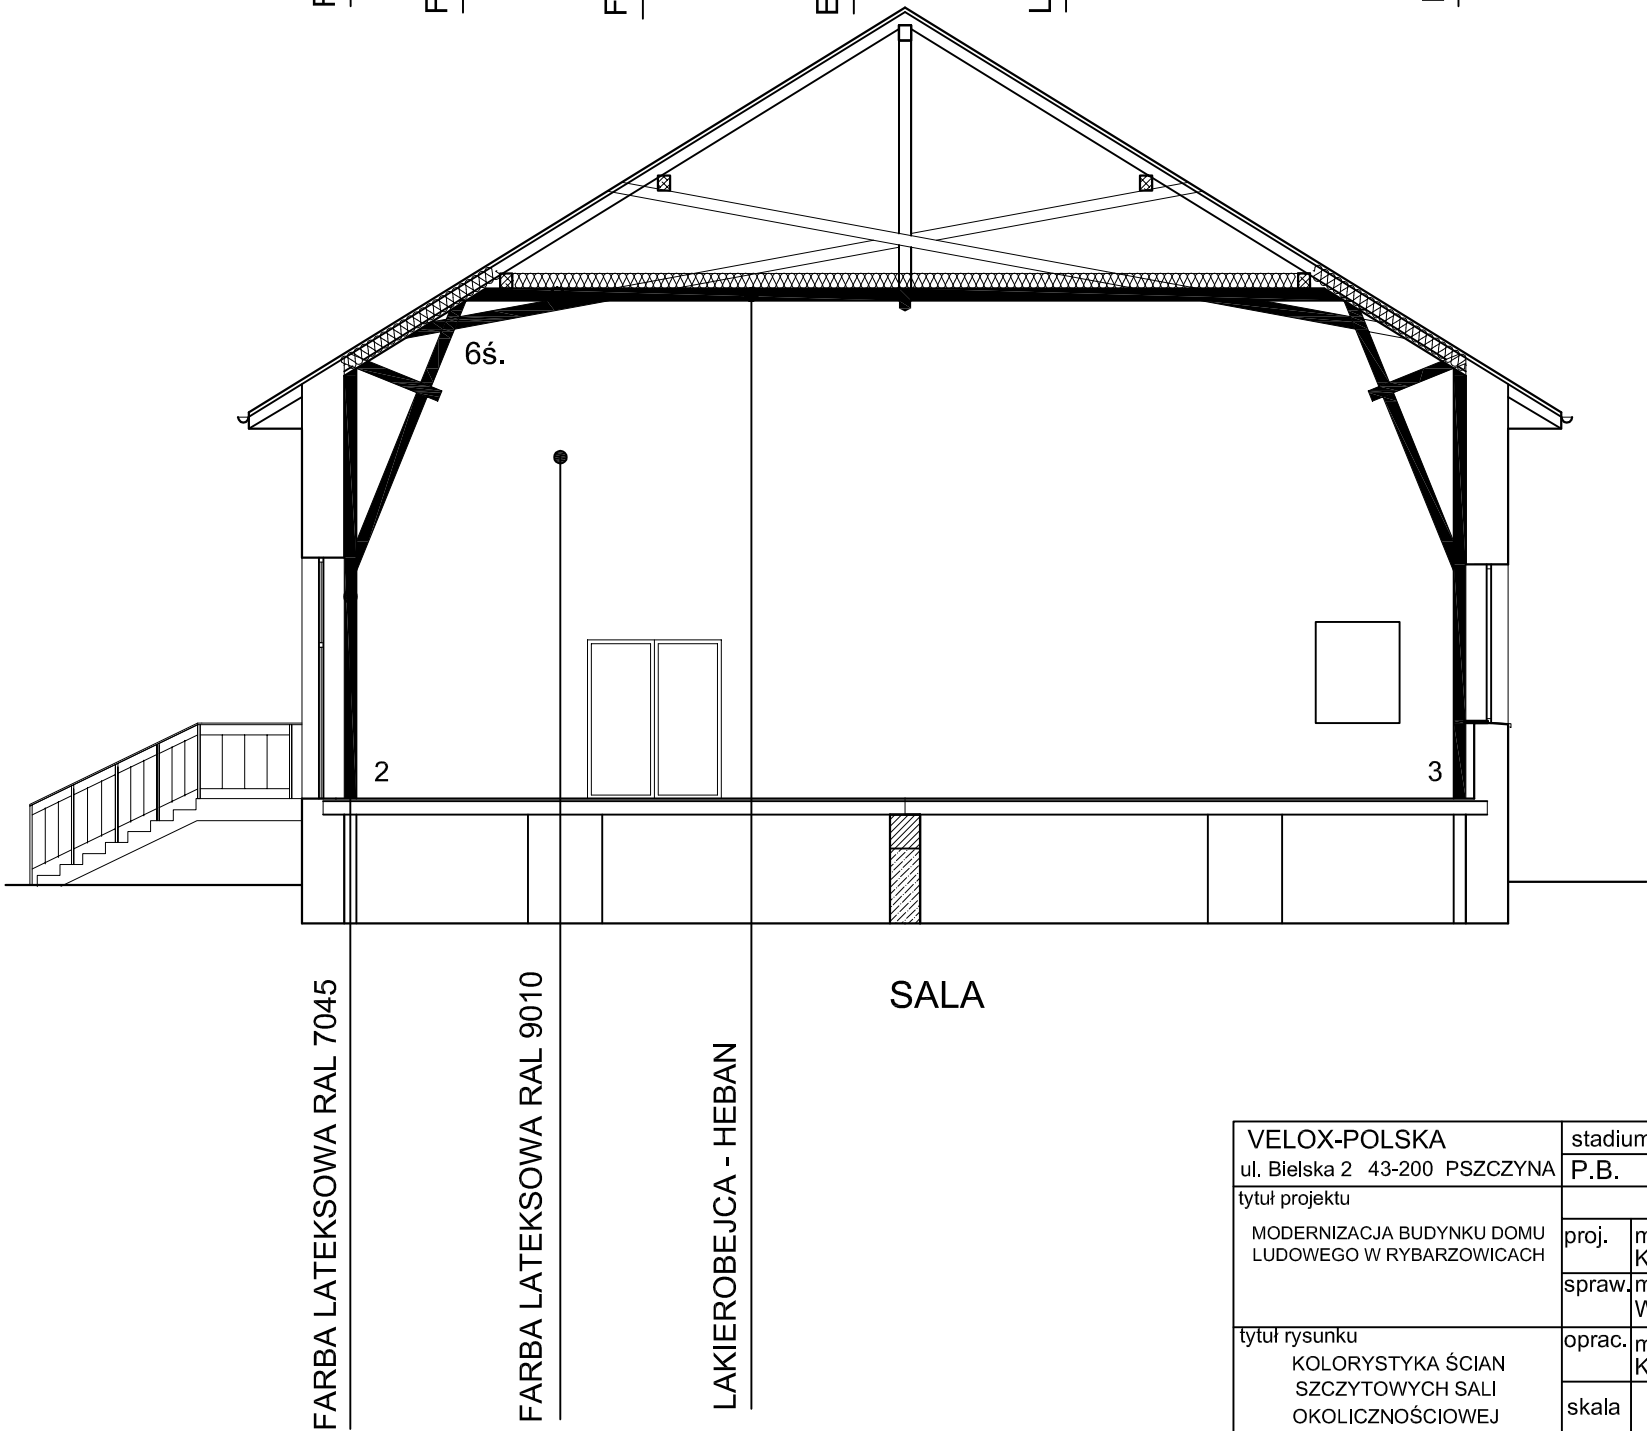 6ś.
2
3
SALA
FARBA LATEKSOWA RAL 7045
FARBA LATEKSOWA RAL 9010
LAKIEROBEJCA - HEBAN
VELOX-POLSKA
ul. Bielska 2 43-200 PSZCZYNA
stadium
P.B.
tytuł projektu
MODERNIZACJA BUDYNKU DOMU
LUDOWEGO W RYBARZOWICACH
proj.
spraw.
tytuł rysunku
KOLORYSTYKA ŚCIAN
SZCZYTOWYCH SALI
OKOLICZNOŚCIOWEJ
oprac.
skala